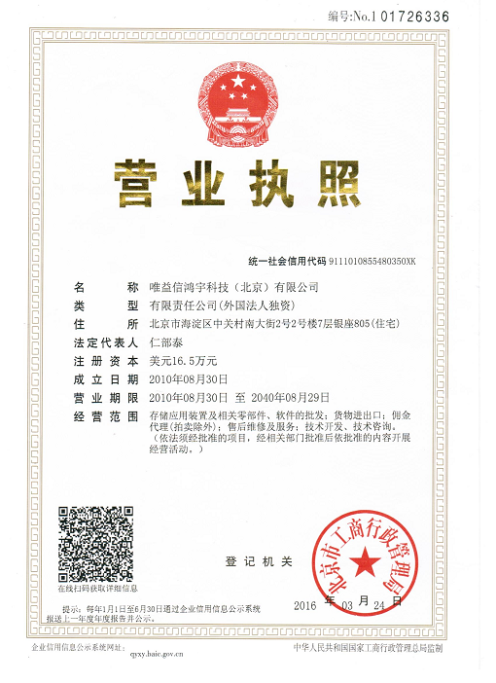 编号:No.1 01726336
营业执照
统一社会信用代码 9111010855480350XK
名 称 唯益信鸿宇科技（北京）有限公司
类 型 有限责任公司(外国法人独资)
住 所 北京市海淀区中关村南大街2号2号楼7层银座805(住宅)
法定代表人 仁部泰
注册资本 美元16.5万元
成立日期 2010年08月30日
营业期限 2010年08月30日 至 2040年08月29日
经营范围 存储应用装置及相关零部件、软件的批发；货物进出口；佣金
代理(拍卖除外)；售后维修及服务；技术开发、技术咨询。
（依法须经批准的项目，经相关部门批准后依批准的内容开展
经营活动。）
在线扫码获取详细信息
登记机关
北京市工商行政管理局
2016 年 03 月 24 日
提示：每年1月1日至6月30日通过企业信用信息公示系统
报送上一年度年度报告并公示。
企业信用信息公示系统网址：
qyxy.baic.gov.cn
中华人民共和国国家工商行政管理总局监制